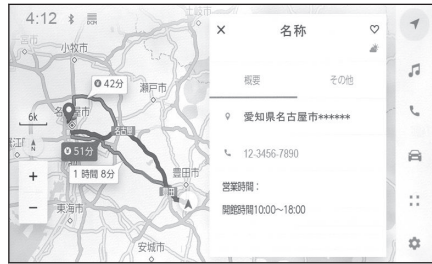 4:12
DCM
小牧市
42分
瀬戸市
6k
名古屋
51分
1 時間 8分
豊田市
東海市
安城市
+
−
×
名称
♡
概要
その他
愛知県名古屋市******
12-3456-7890
営業時間：
開館時間10:00～18:00